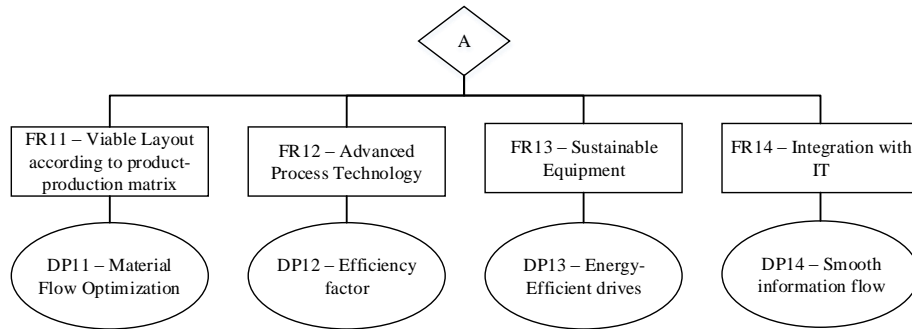 A
FR11 – Viable Layout
according to product-
production matrix
FR12 – Advanced
Process Technology
FR13 – Sustainable
Equipment
FR14 – Integration with
IT
DP11 – Material
Flow Optimization
DP12 – Efficiency
factor
DP13 – Energy-
Efficient drives
DP14 – Smooth
information flow